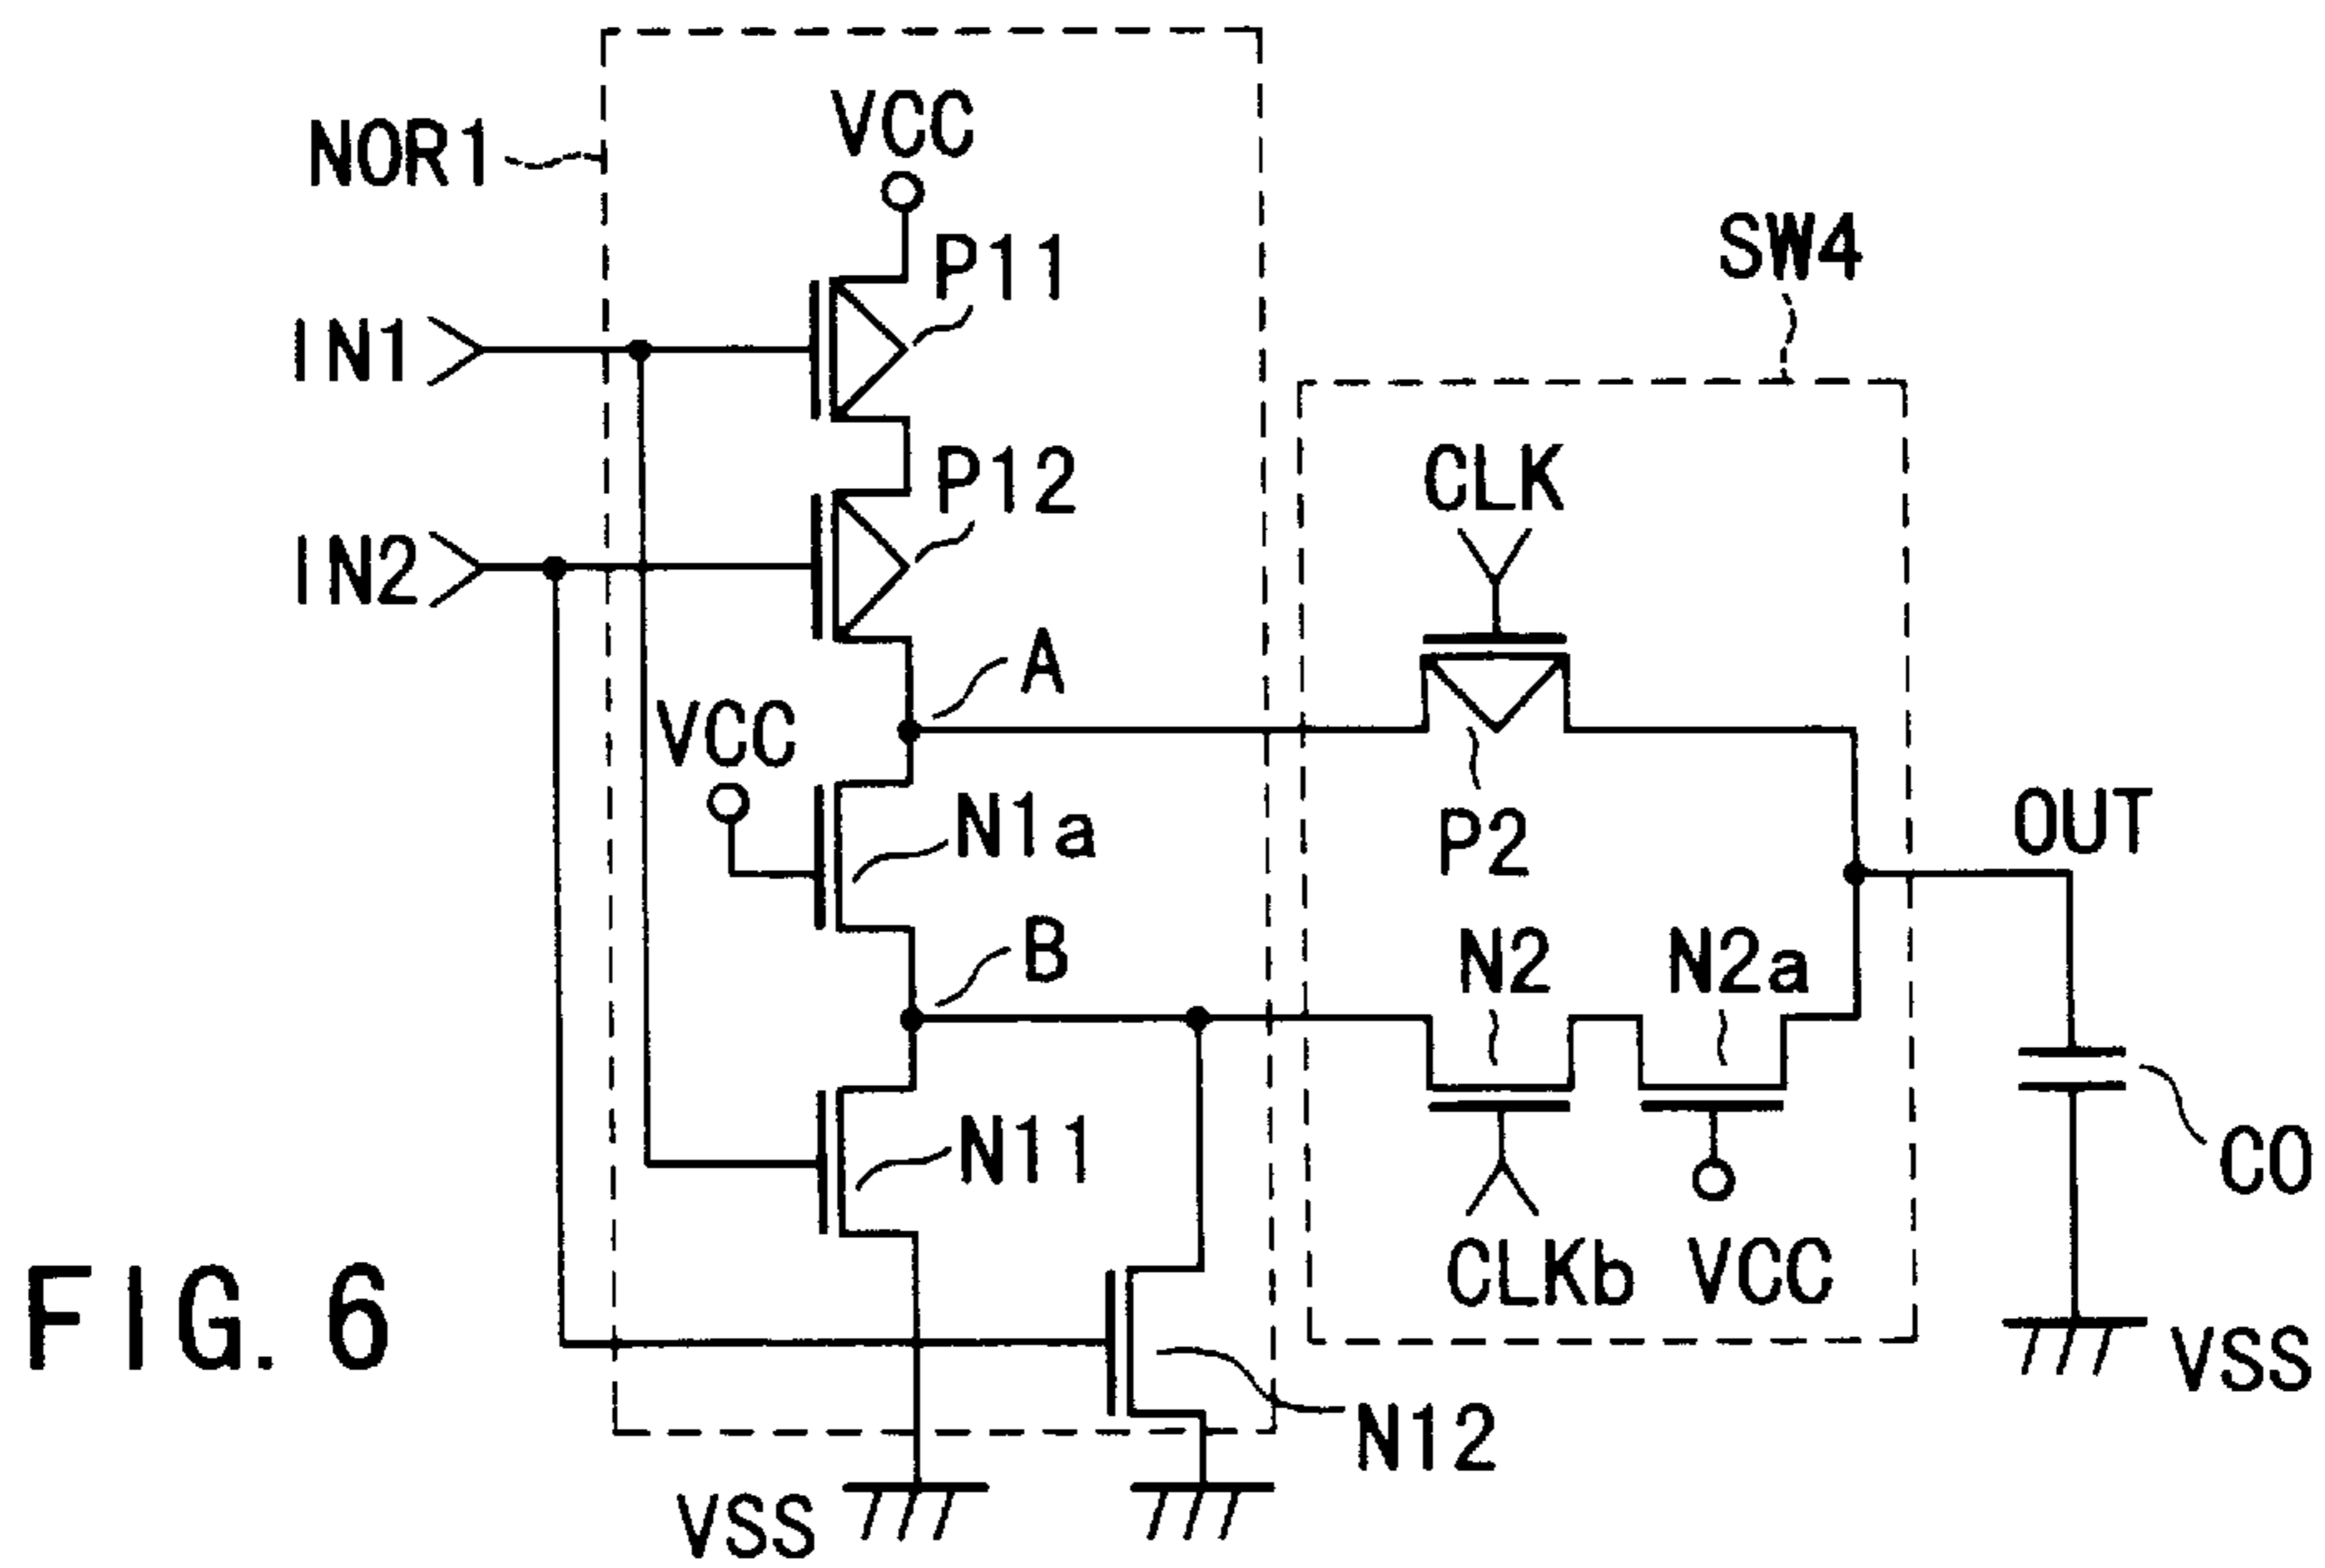 VCC
NOR1
SW4
P11
IN1
P12
CLK
IN2
A
VCC
N1a
P2
OUT
B
N2
N2a
N11
C0
CLKb
VCC
FIG. 6
VSS
N12
VSS